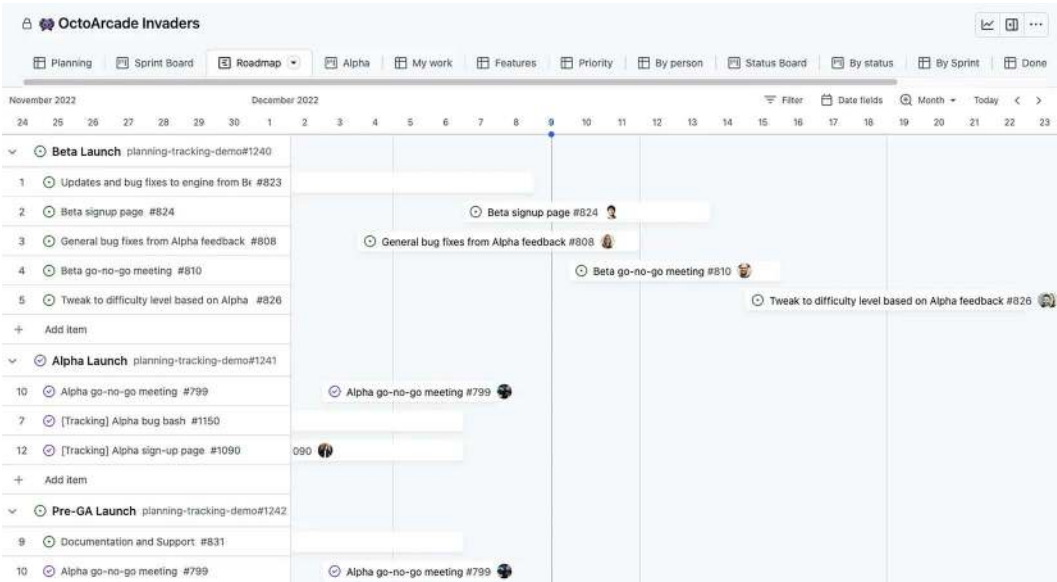 OctoArcade Invaders
Planning Sprint Board Roadmap Alpha My work Features Priority By person Status Board By status By Sprint Done
November 2022 December 2022 Filter Date fields Month Today
24 25 26 27 28 29 30 1 2 3 4 5 6 7 8 9 10 11 12 13 14 15 16 17 18 19 20 21 22 23
Beta Launch planning-tracking-demo#1240
1 Updates and bug fixes to engine from Be #823
2 Beta signup page #824 Beta signup page #824
3 General bug fixes from Alpha feedback #808 General bug fixes from Alpha feedback #808
4 Beta go-no-go meeting #810 Beta go-no-go meeting #810
5 Tweak to difficulty level based on Alpha #826 Tweak to difficulty level based on Alpha feedback #826
+ Add item
Alpha Launch planning-tracking-demo#1241
10 Alpha go-no-go meeting #799 Alpha go-no-go meeting #799
7 [Tracking] Alpha bug bash #1150
12 [Tracking] Alpha sign-up page #1090 090
+ Add item
Pre-GA Launch planning-tracking-demo#1242
9 Documentation and Support #831
10 Alpha go-no-go meeting #799 Alpha go-no-go meeting #799